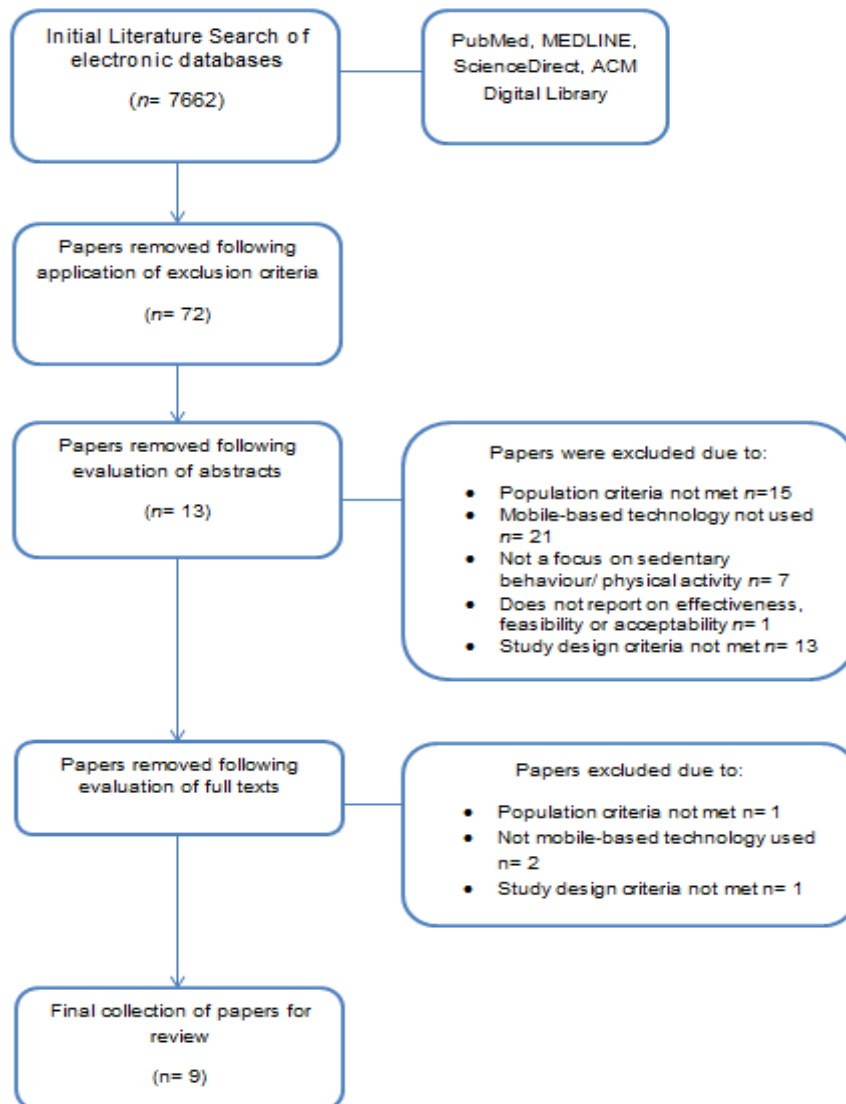 Initial Literature Search of
electronic databases
(n= 7662)
PubMed, MEDLINE,
ScienceDirect, ACM
Digital Library
Papers removed following
application of exclusion criteria
(n= 72)
Papers removed following
evaluation of abstracts
(n= 13)
Papers were excluded due to:
• Population criteria not met n=15
• Mobile-based technology not used
n= 21
• Not a focus on sedentary
behaviour/ physical activity n= 7
• Does not report on effectiveness,
feasibility or acceptability n= 1
• Study design criteria not met n= 13
Papers removed following
evaluation of full texts
Papers excluded due to:
• Population criteria not met n= 1
• Not mobile-based technology used
n= 2
• Study design criteria not met n= 1
Final collection of papers for
review
(n= 9)